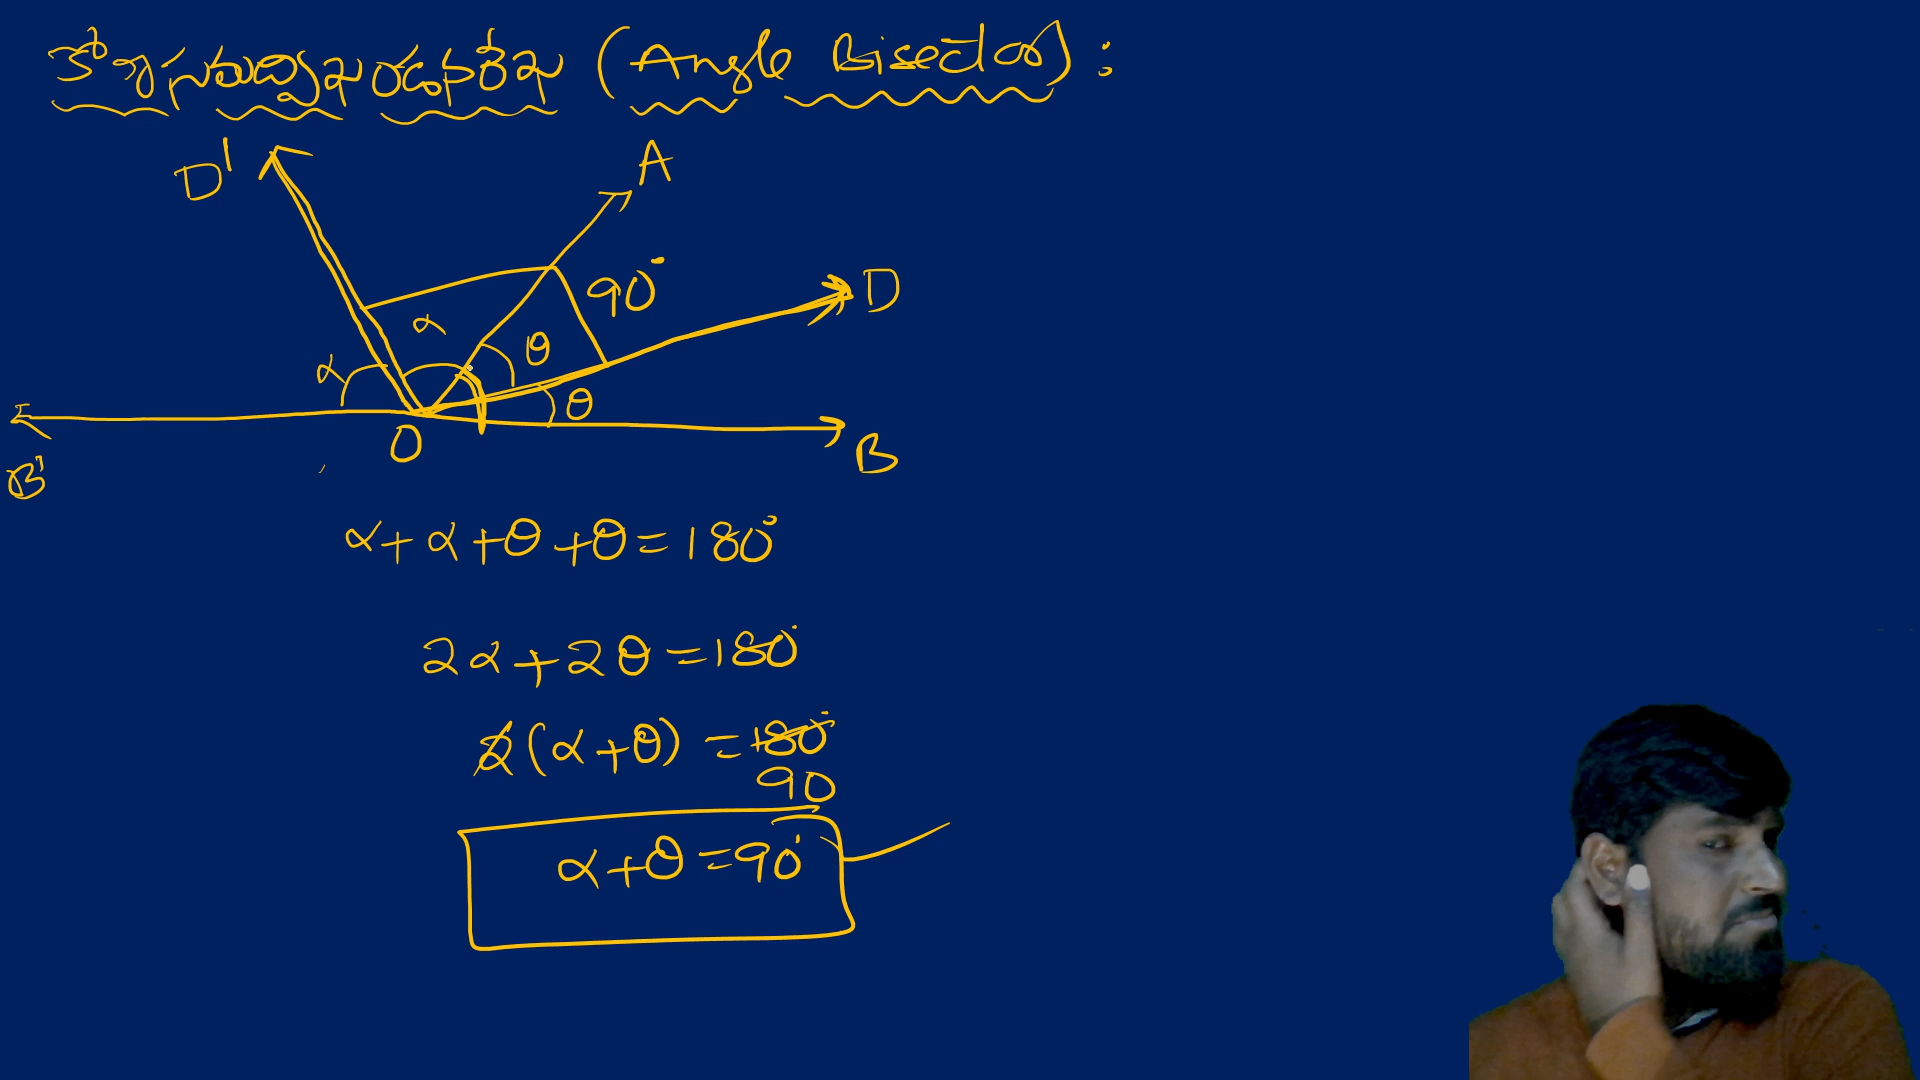 కోణ సమద్విఖండన రేఖ (Angle Bisector) :
D'
A
90°
D
α
θ
α
θ
O
B
B'
α + α + θ + θ = 180°
2α + 2θ = 180°
2(α + θ) = 180°
90
α + θ = 90°